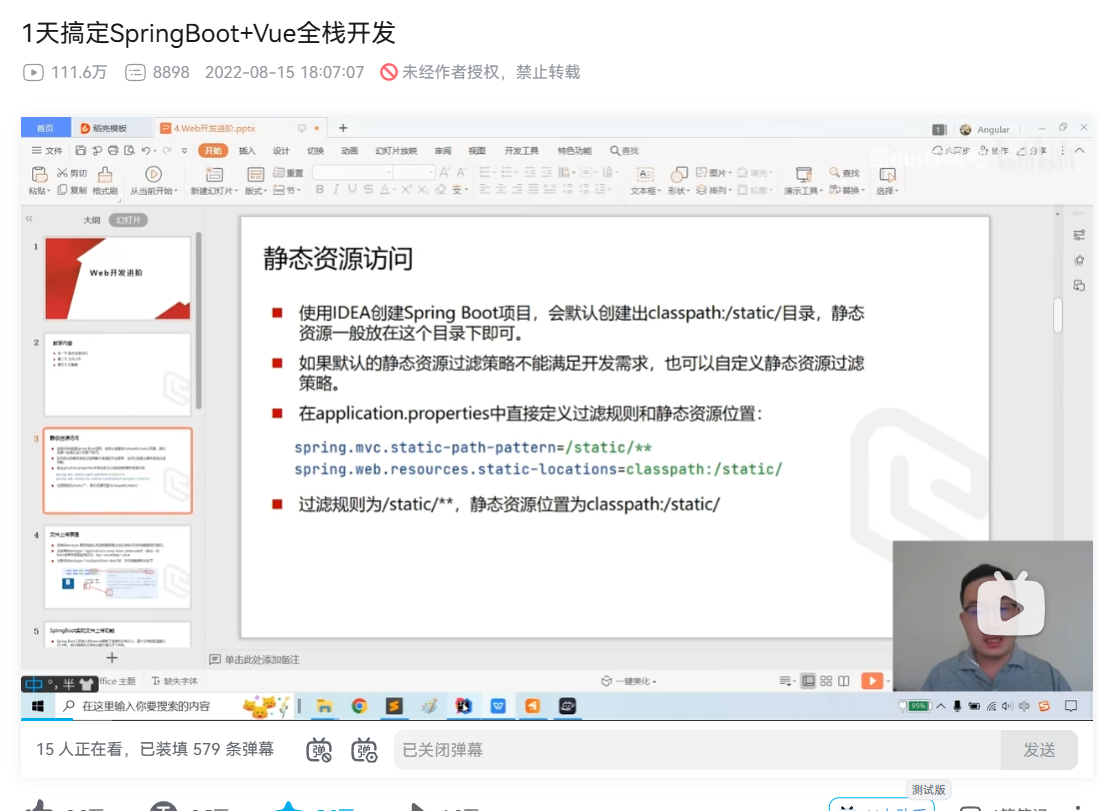 1天搞定SpringBoot+Vue全栈开发
111.6万 8898 2022-08-15 18:07:07 未经作者授权，禁止转载
首页 稻壳模板 4.Web开发进阶.pptx + 1 Angular
文件 开始 插入 设计 切换 动画 幻灯片放映 审阅 视图 开发工具 特色功能 查找 协作 分享
粘贴 剪切 复制 格式刷 从当前开始 新建幻灯片 版式 重置 节 B I U S A 文本框 形状 图片 排列 填充 轮廓 演示工具 查找 替换 选择
大纲 幻灯片
1
Web开发进阶
2
教学内容
3
静态资源访问
4
文件上传原理
5
SpringBoot实现文件上传功能
静态资源访问
使用IDEA创建Spring Boot项目，会默认创建出classpath:/static/目录，静态
资源一般放在这个目录下即可。
如果默认的静态资源过滤策略不能满足开发需求，也可以自定义静态资源过滤
策略。
在application.properties中直接定义过滤规则和静态资源位置：
spring.mvc.static-path-pattern=/static/**
spring.web.resources.static-locations=classpath:/static/
过滤规则为/static/**，静态资源位置为classpath:/static/
单击此处添加备注
中 °, 半 ffice 主题 缺失字体 一键美化
在这里输入你要搜索的内容 95% 中
15 人正在看，已装填 579 条弹幕 弹 弹 已关闭弹幕 发送
测试版